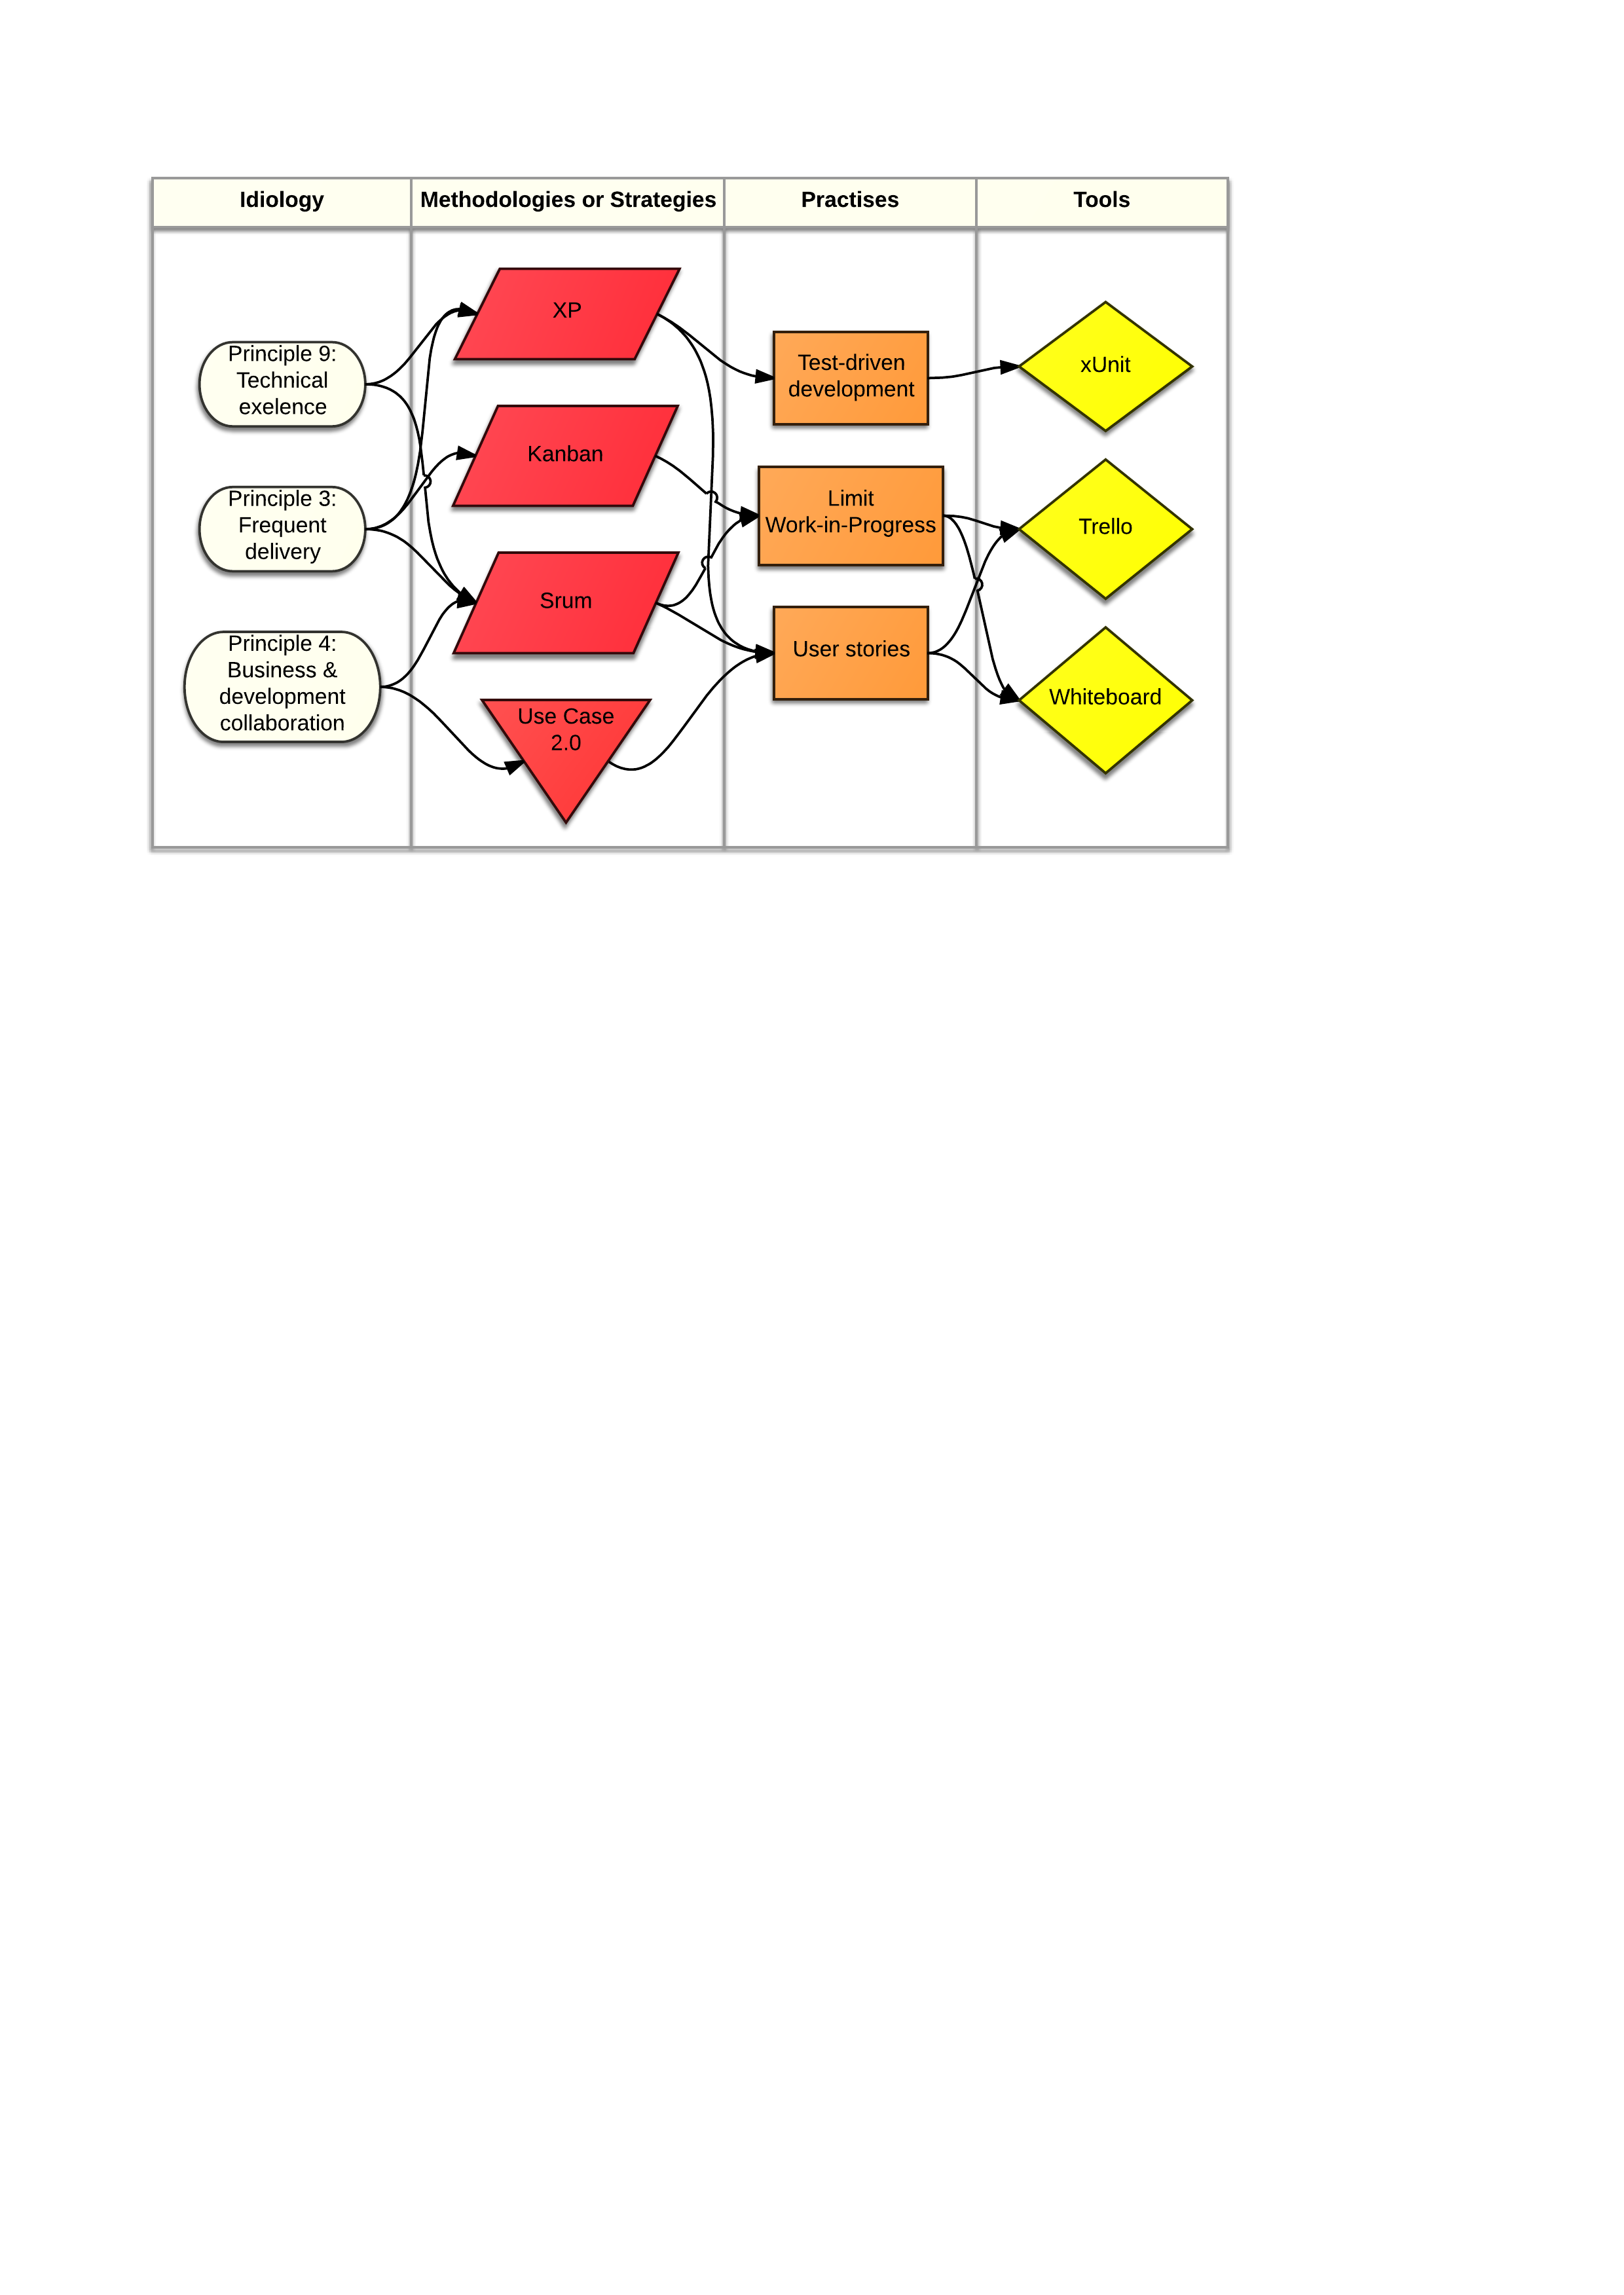 Idiology
Methodologies or Strategies
Practises
Tools
Principle 9:
Technical
exelence
Principle 3:
Frequent
delivery
Principle 4:
Business &
development
collaboration
XP
Kanban
Srum
Use Case
2.0
Test-driven
development
Limit
Work-in-Progress
User stories
xUnit
Trello
Whiteboard